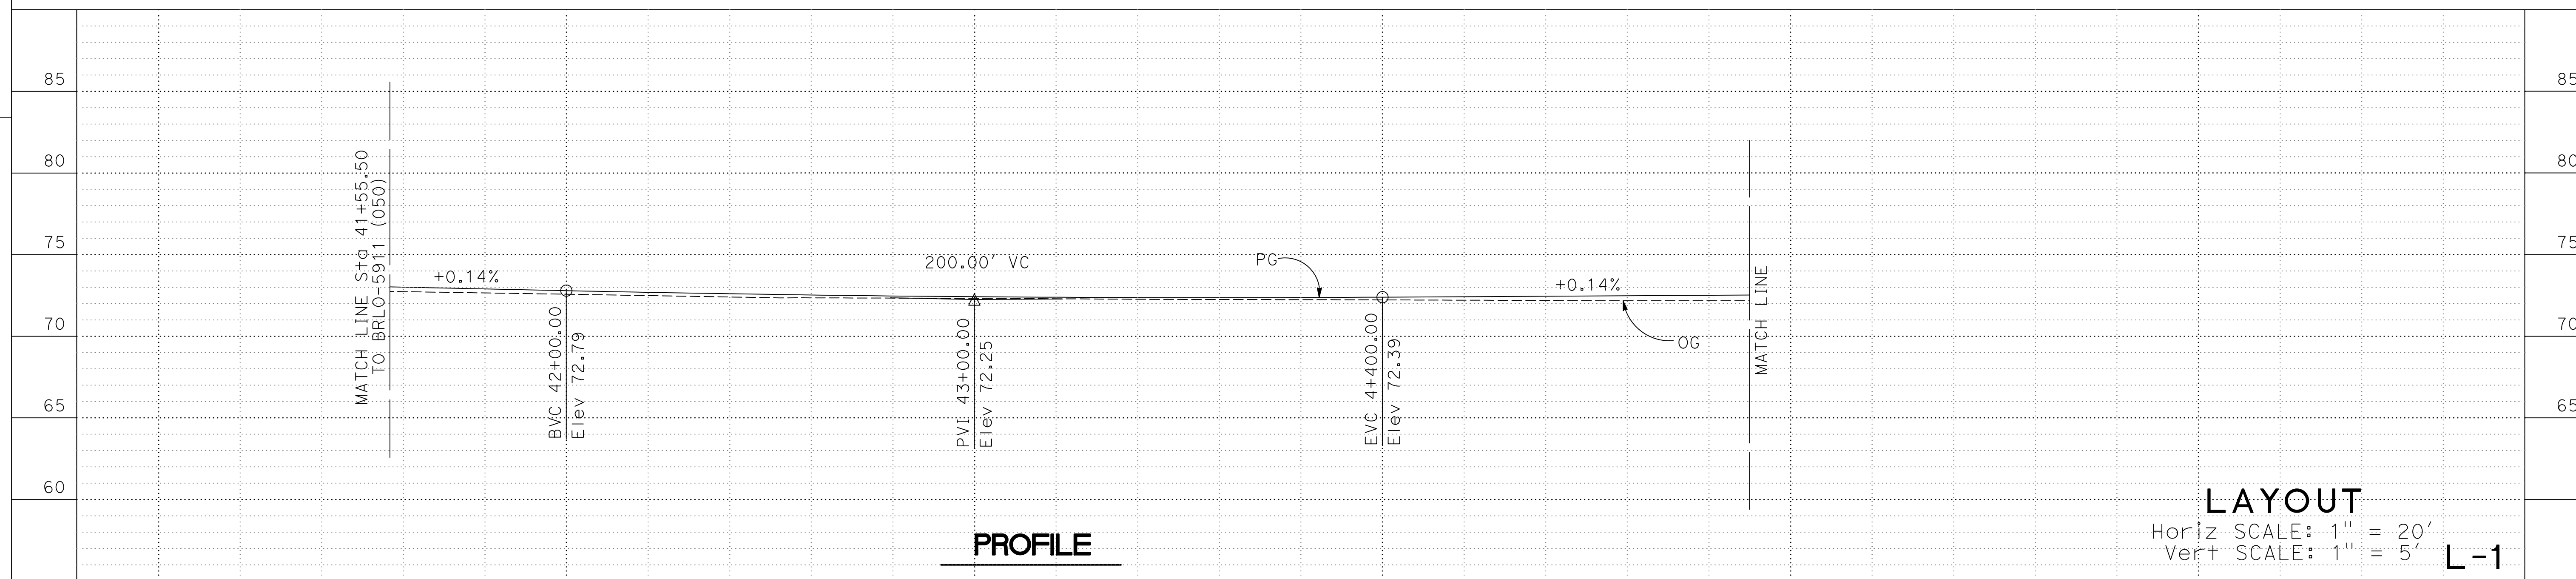 85
80
75
70
65
60
MATCH LINE Sta 41+55.50
TO BRLO-5911 (050)
+0.14%
BVC 42+00.00
Elev 72.79
200.00' VC
PVI 43+00.00
Elev 72.25
PG
EVC 4+400.00
Elev 72.39
+0.14%
OG
MATCH LINE
85
80
75
70
65
PROFILE
LAYOUT
Horiz SCALE: 1" = 20'
Vert SCALE: 1" = 5'
L-1